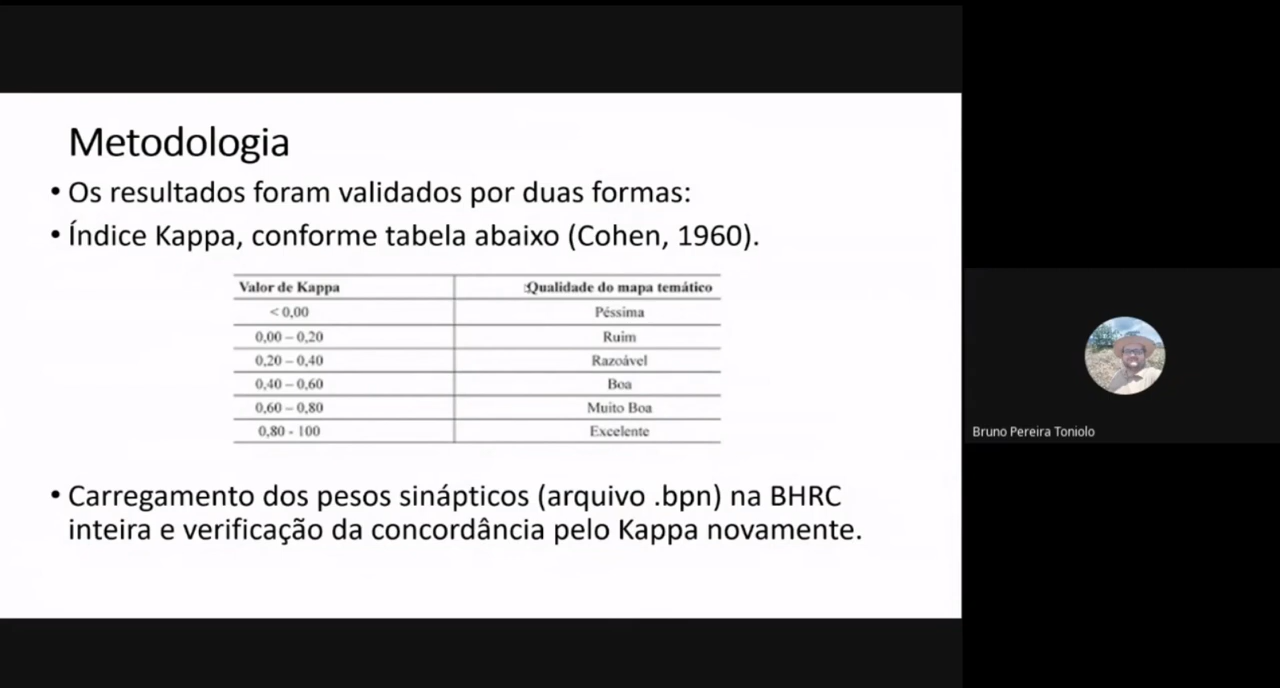 Metodologia
• Os resultados foram validados por duas formas:
• Índice Kappa, conforme tabela abaixo (Cohen, 1960).
Valor de Kappa Qualidade do mapa temático
< 0,00 Péssima
0,00 – 0,20 Ruim
0,20 – 0,40 Razoável
0,40 – 0,60 Boa
0,60 – 0,80 Muito Boa
0,80 - 100 Excelente
• Carregamento dos pesos sinápticos (arquivo .bpn) na BHRC
inteira e verificação da concordância pelo Kappa novamente.
Bruno Pereira Toniolo